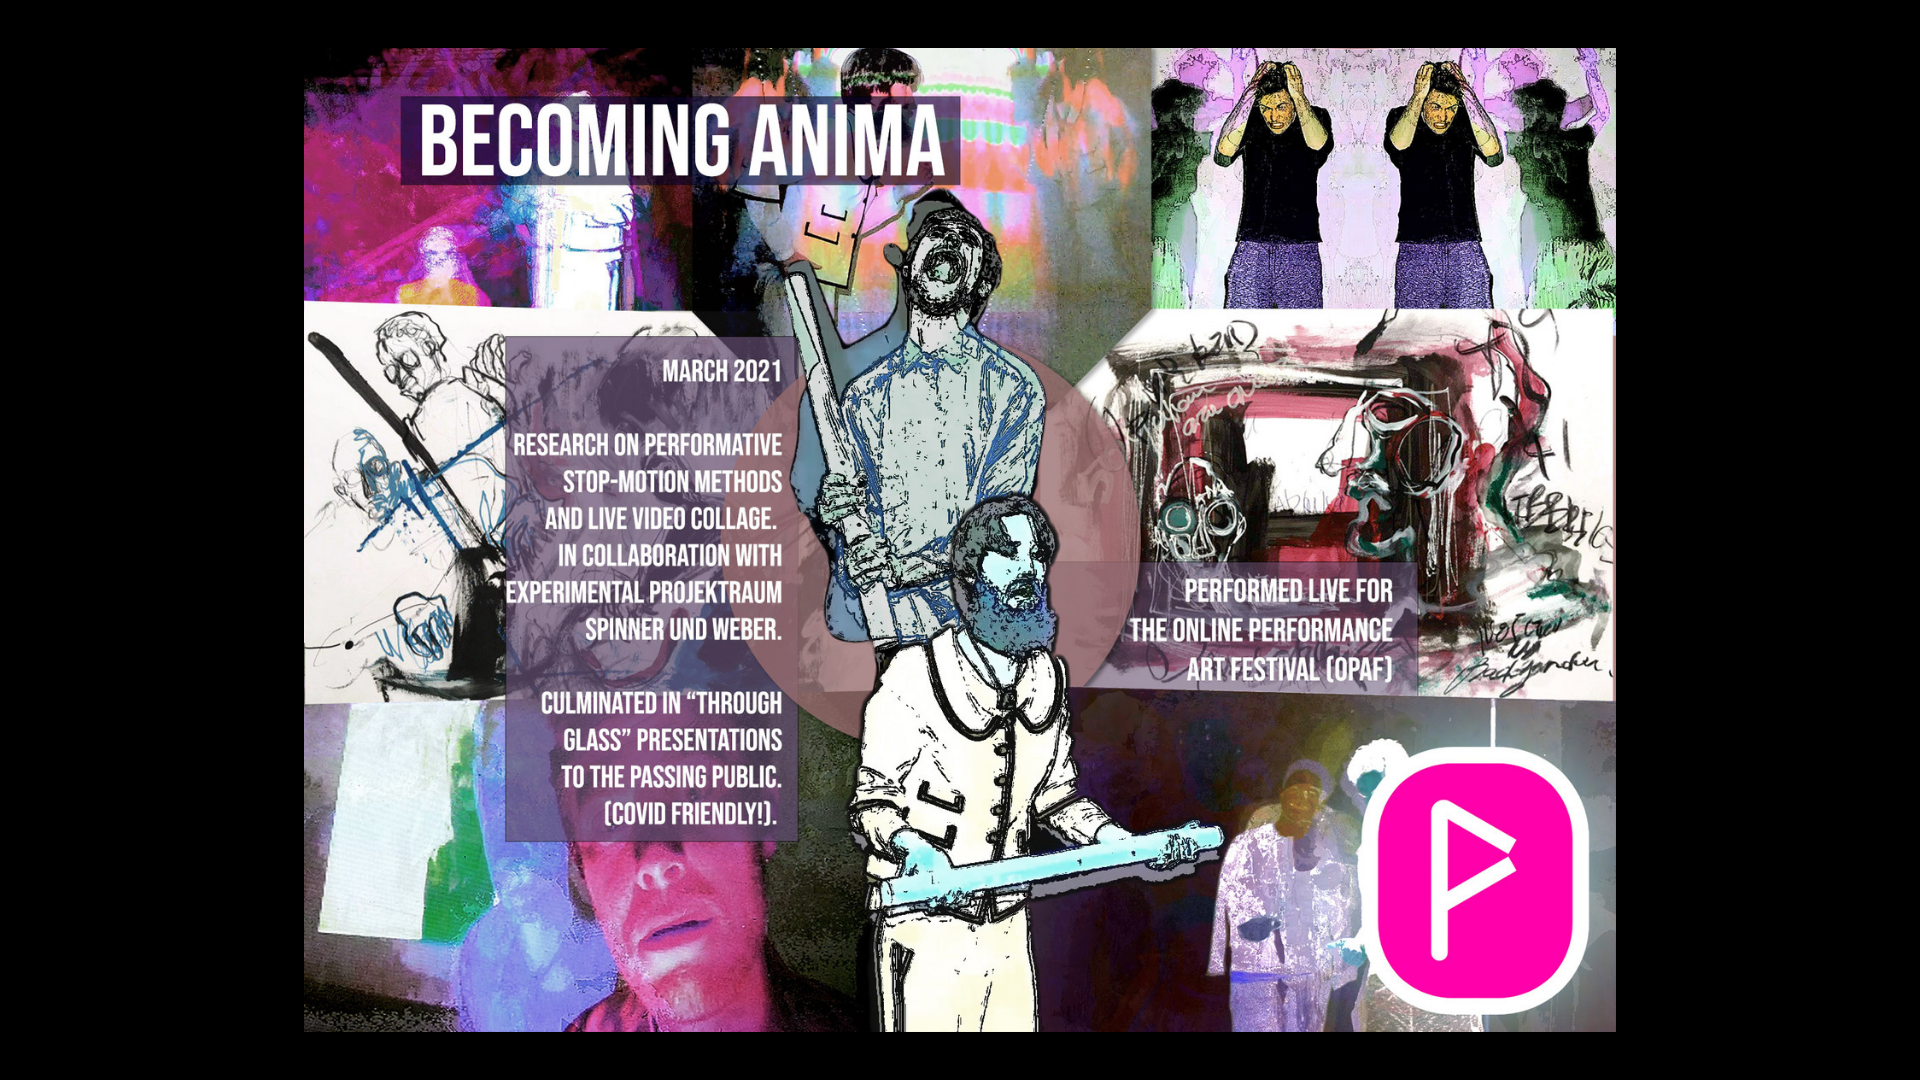 BECOMING ANIMA
MARCH 2021
RESEARCH ON PERFORMATIVE
STOP-MOTION METHODS
AND LIVE VIDEO COLLAGE.
IN COLLABORATION WITH
EXPERIMENTAL PROJEKTRAUM
SPINNER UND WEBER.
CULMINATED IN “THROUGH
GLASS” PRESENTATIONS
TO THE PASSING PUBLIC.
(COVID FRIENDLY!).
PERFORMED LIVE FOR
THE ONLINE PERFORMANCE
ART FESTIVAL (OPAF)
P